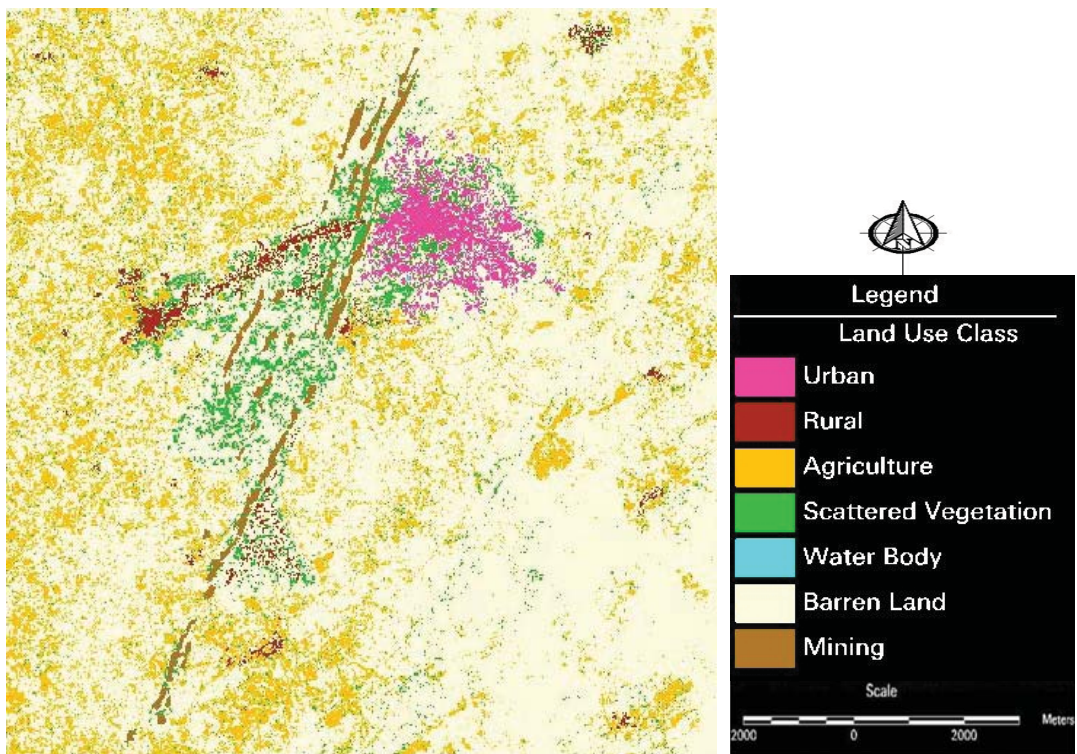 N
Legend
Land Use Class
Urban
Rural
Agriculture
Scattered Vegetation
Water Body
Barren Land
Mining
Scale
Meters
2000 0 2000